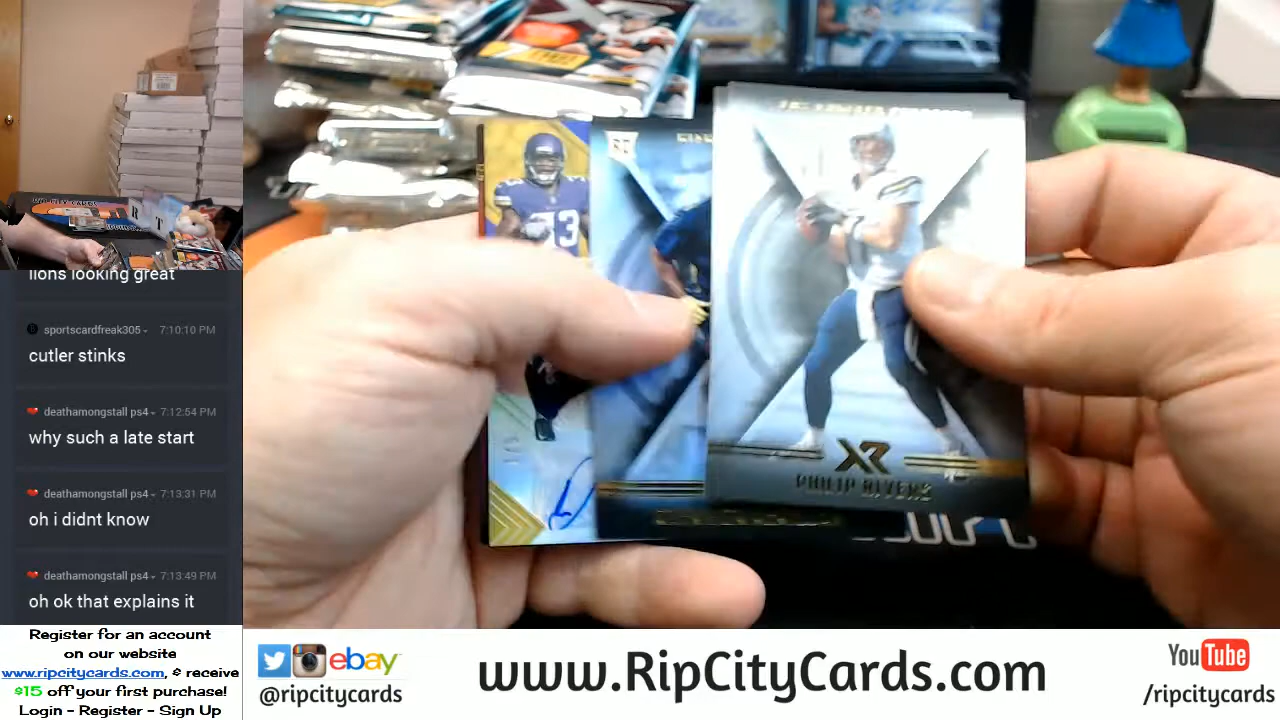 lions looking great
sportscardfreak305 7:10:10 PM
cutler stinks
deathamongstall ps4 7:12:54 PM
why such a late start
deathamongstall ps4 7:13:31 PM
oh i didnt know
deathamongstall ps4 7:13:49 PM
oh ok that explains it
Register for an account
on our website
www.ripcitycards.com, & receive
$15 off your first purchase!
Login - Register - Sign Up
XR
PHILIP RIVERS
ebay
@ripcitycards
www.RipCityCards.com
YouTube
/ripcitycards